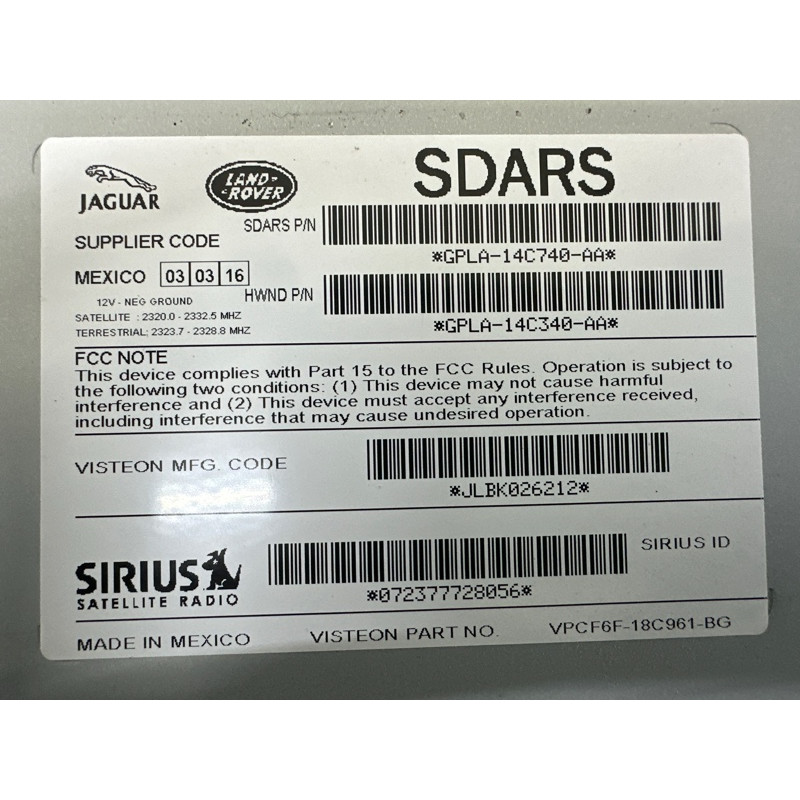 SDARS
JAGUAR
LAND-
-ROVER
SDARS P/N
*GPLA-14C740-AA*
SUPPLIER CODE
MEXICO 03 03 16
HWND P/N
*GPLA-14C340-AA*
12V - NEG GROUND
SATELLITE : 2320.0 - 2332.5 MHZ
TERRESTRIAL: 2323.7 - 2328.8 MHZ
FCC NOTE
This device complies with Part 15 to the FCC Rules. Operation is subject to
the following two conditions: (1) This device may not cause harmful
interference and (2) This device must accept any interference received,
including interference that may cause undesired operation.
VISTEON MFG. CODE
*JLBK026212*
SIRIUS
SATELLITE RADIO
*072377728056*
SIRIUS ID
MADE IN MEXICO VISTEON PART NO. VPCF6F-18C961-BG